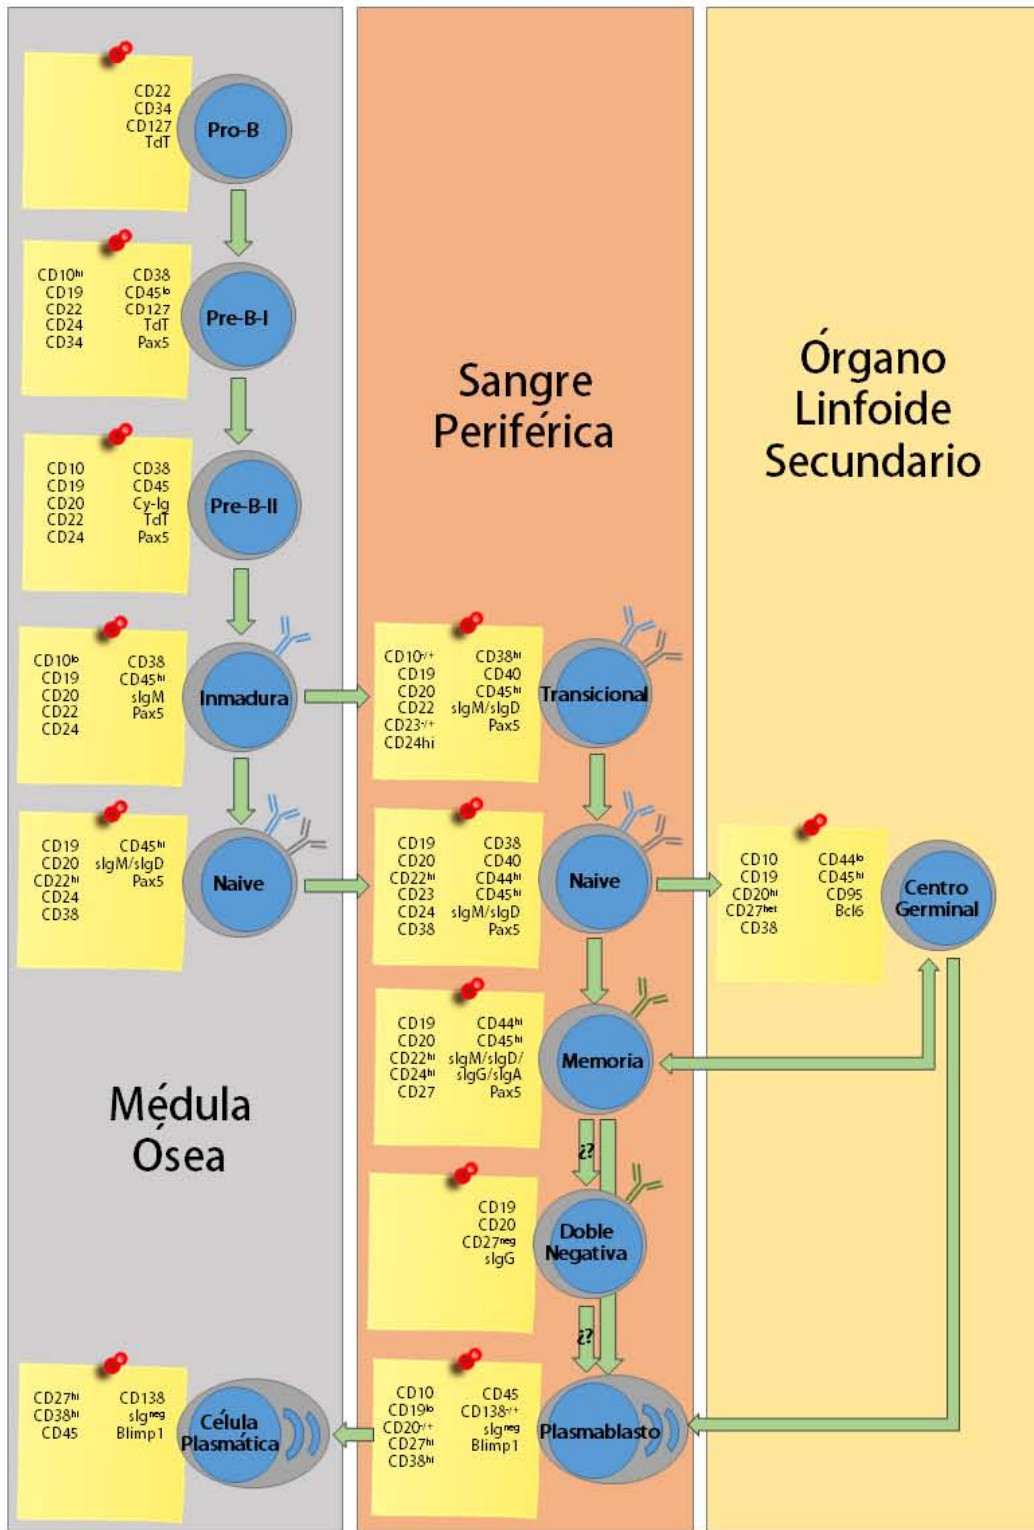 CD22
CD34
CD127
TdT
Pro-B
CD10hi CD38
CD19 CD45lo
CD22 CD127
CD24 TdT
CD34 Pax5
Pre-B-I
CD10 CD38
CD19 CD45
CD20 Cy-Ig
CD22 TdT
CD24 Pax5
Pre-B-II
CD10lo CD38
CD19 CD45hi
CD20 sIgM
CD22 Pax5
CD24
Inmadura
CD19 CD45hi
CD20 sIgM/sIgD
CD22hi Pax5
CD24
CD38
Naive
Médula
Ósea
CD27hi CD138
CD38hi sIgneg
CD45 Blimp1
Célula
Plasmática
Sangre
Periférica
CD10-/+ CD38hi
CD19 CD40
CD20 CD45hi
CD22 sIgM/sIgD
CD23-/+ Pax5
CD24hi
Transicional
CD19 CD38
CD20 CD40
CD22hi CD44hi
CD23 CD45hi
CD24 sIgM/sIgD
CD38 Pax5
Naive
CD19 CD44hi
CD20 CD45hi
CD22hi sIgM/sIgD/
CD24hi sIgG/sIgA
CD27 Pax5
Memoria
¿?
CD19
CD20
CD27neg
sIgG
Doble
Negativa
¿?
CD10 CD45
CD19lo CD138-/+
CD20-/+ sIgneg
CD27hi Blimp1
CD38hi
Plasmablasto
Órgano
Linfoide
Secundario
CD10 CD44lo
CD19 CD45hi
CD20hi CD95
CD27het Bcl6
CD38
Centro
Germinal